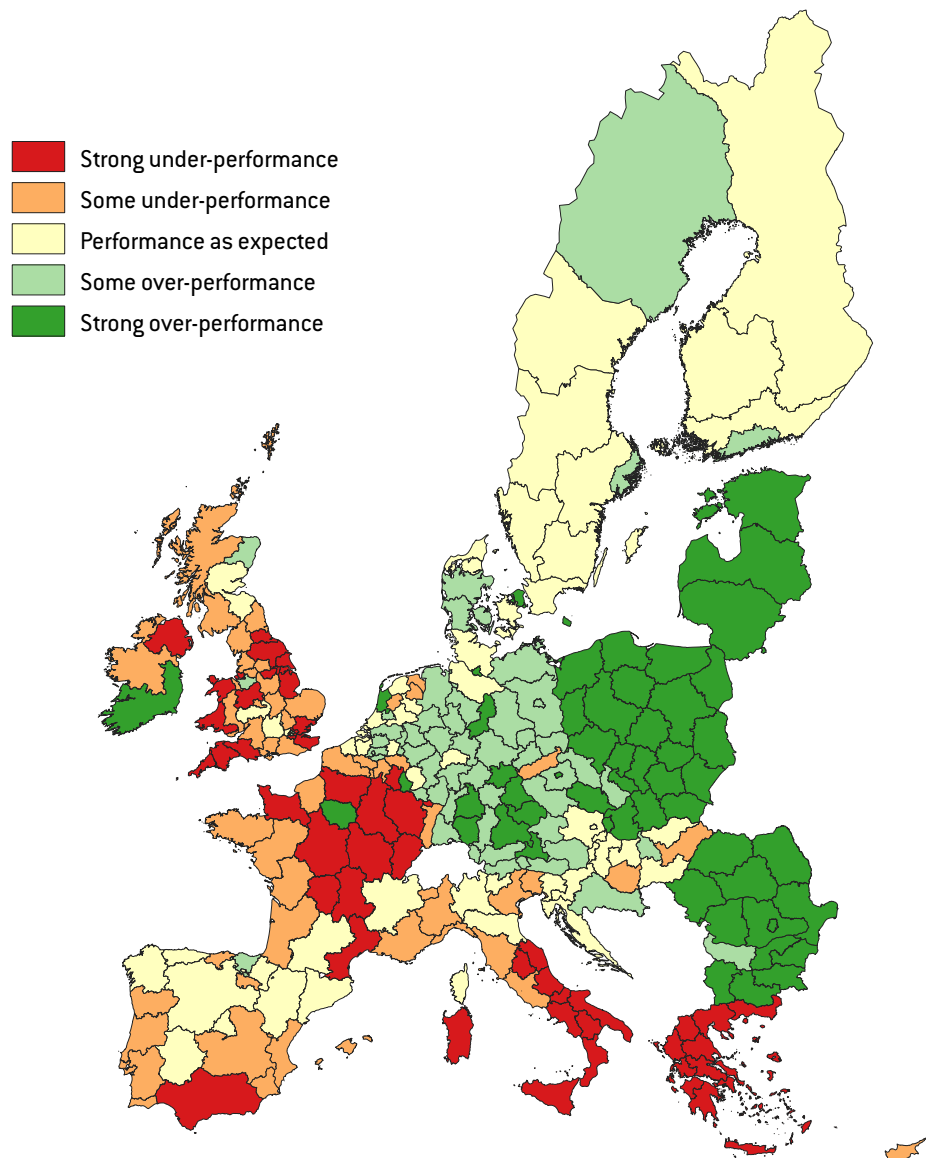 Strong under-performance
Some under-performance
Performance as expected
Some over-performance
Strong over-performance